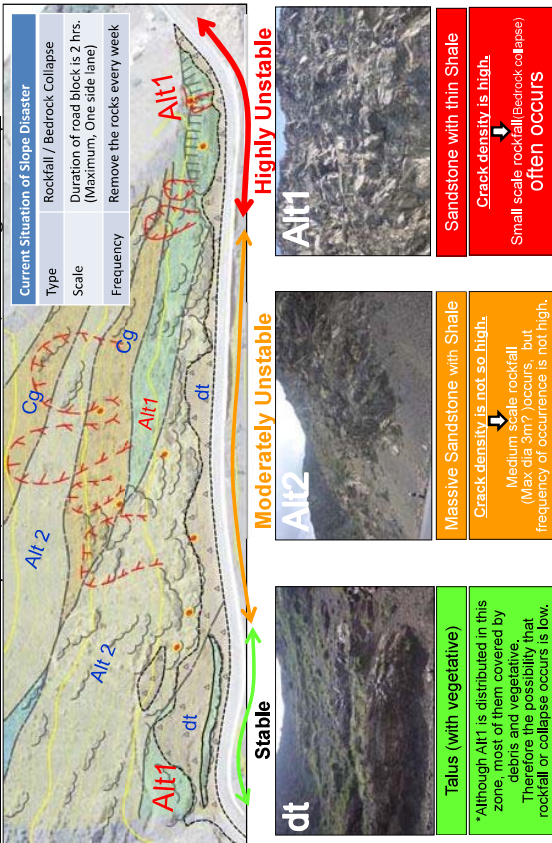 Current Situation of Slope Disaster
Type
Rockfall / Bedrock Collapse
Scale
Duration of road block is 2 hrs.
(Maximum, One side lane)
Frequency
Remove the rocks every week
Alt1
Cg
Cg
Alt1
dt
Alt 2
Alt 2
dt
Alt1
Stable
Moderately Unstable
Highly Unstable
dt
Talus (with vegetative)
*Although Alt1 is distributed in this
zone, most of them covered by
debris and vegetative.
Therefore the possibility that
rockfall or collapse occurs is low.
Alt2
Massive Sandstone with Shale
Crack density is not so high.
Medium scale rockfall
(Max dia 3m? )occurs, but
frequency of occurrence is not high.
Alt1
Sandstone with thin Shale
Crack density is high.
Small scale rockfall(Bedrock collapse)
often occurs